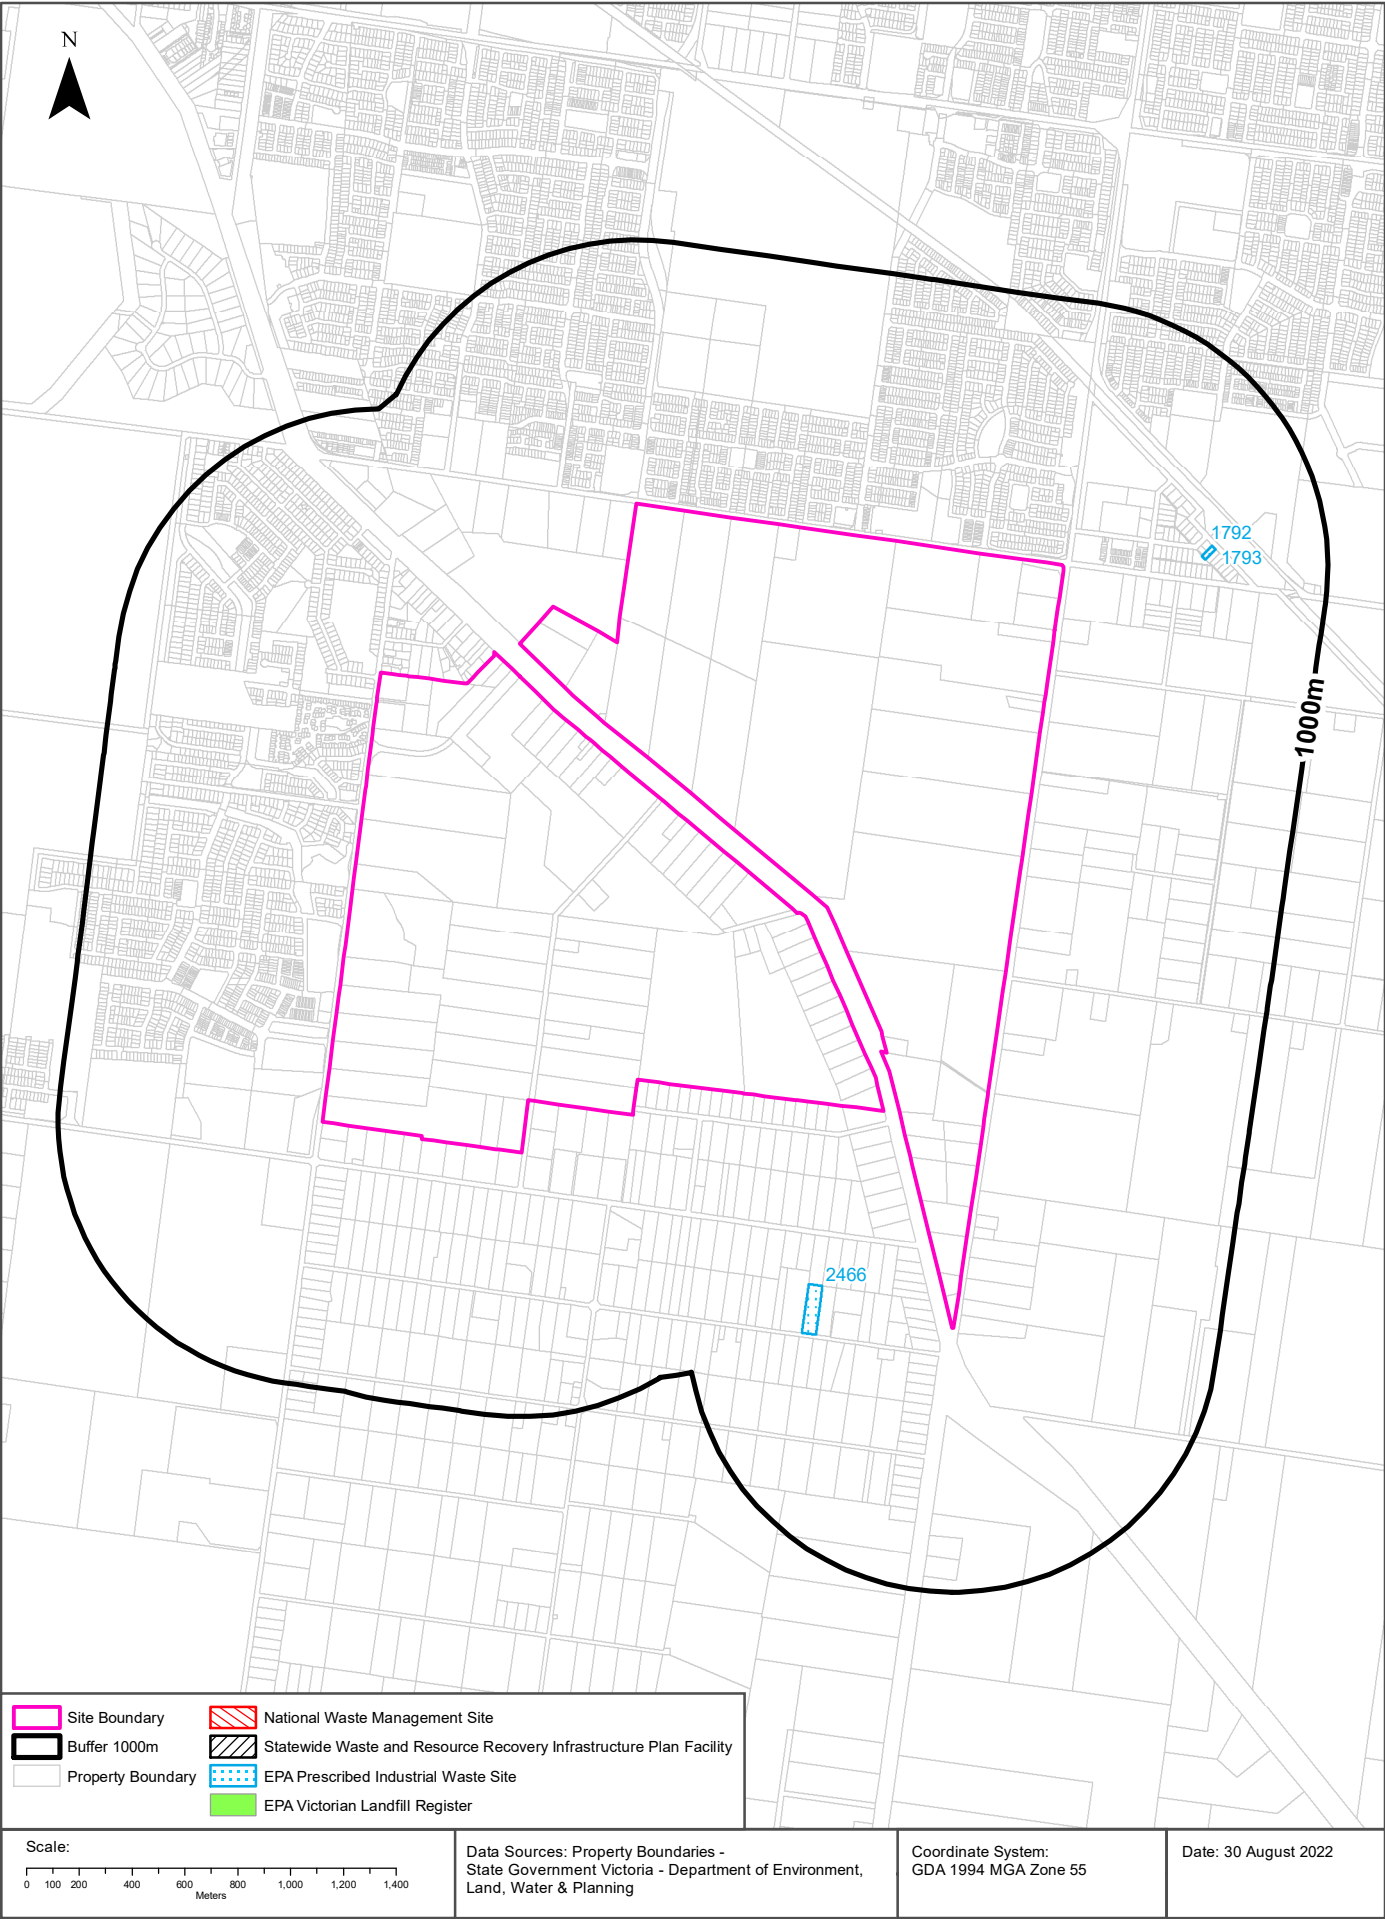 N
1792
1793
1000m
2466
Site Boundary
Buffer 1000m
Property Boundary
National Waste Management Site
Statewide Waste and Resource Recovery Infrastructure Plan Facility
EPA Prescribed Industrial Waste Site
EPA Victorian Landfill Register
Scale:
0 100 200 400 600 800 1,000 1,200 1,400
Meters
Data Sources: Property Boundaries -
State Government Victoria - Department of Environment,
Land, Water & Planning
Coordinate System:
GDA 1994 MGA Zone 55
Date: 30 August 2022